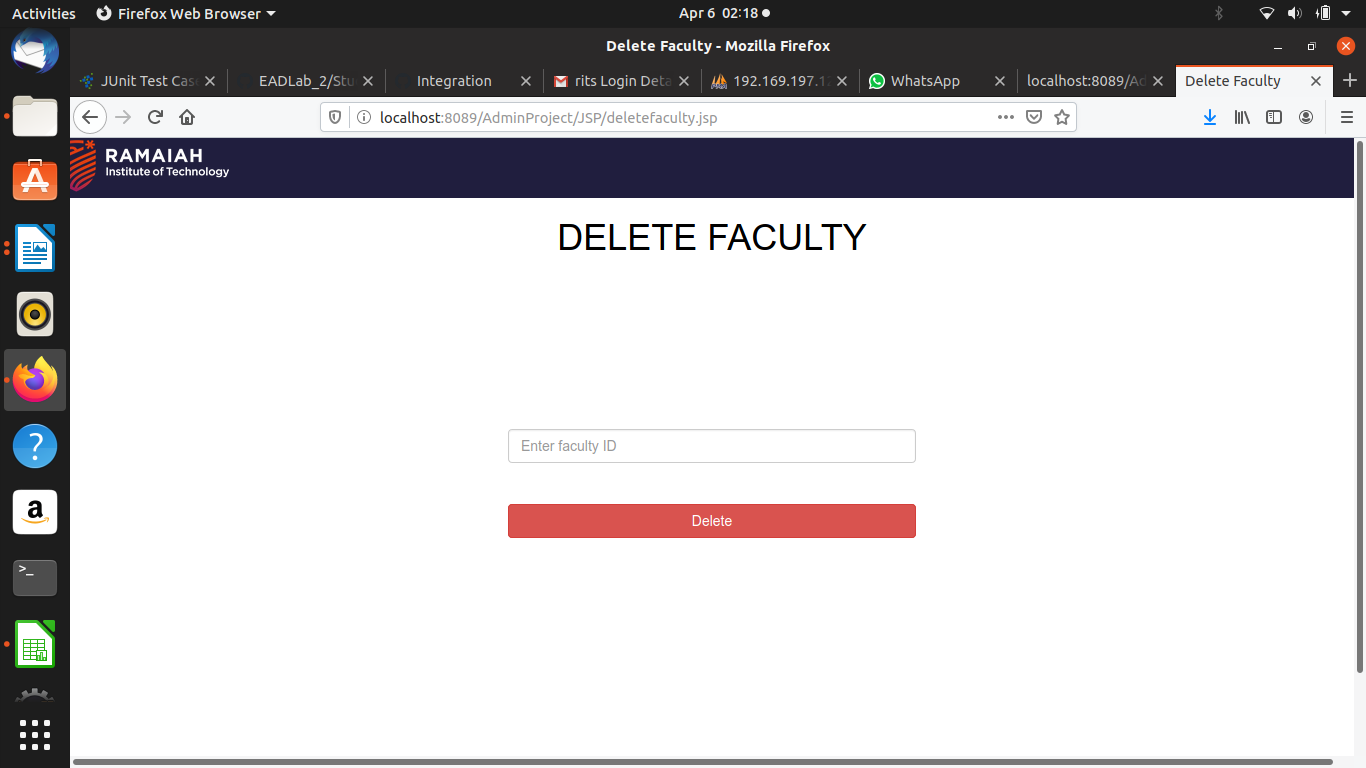 Activities Firefox Web Browser Apr 6 02:18
Delete Faculty - Mozilla Firefox
JUnit Test Cas EADLab_2/Stu Integration rits Login Deta 192.169.197.1 WhatsApp localhost:8089/Ad Delete Faculty
localhost:8089/AdminProject/JSP/deletefaculty.jsp
RAMAIAH
Institute of Technology
DELETE FACULTY
Enter faculty ID
Delete